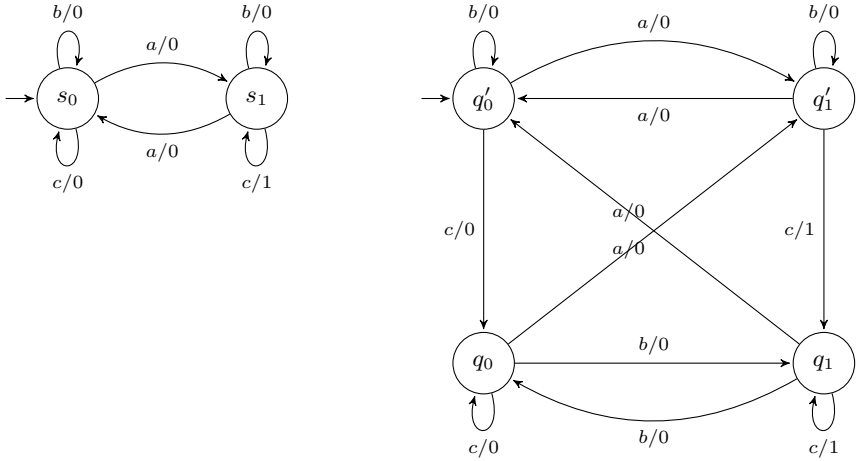 b/0 b/0 b/0 b/0
a/0 a/0
s₀ s₁ q′₀ q′₁
a/0 a/0
c/0 c/1
a/0
c/0 c/1
a/0
b/0
q₀ q₁
b/0
c/0 c/1